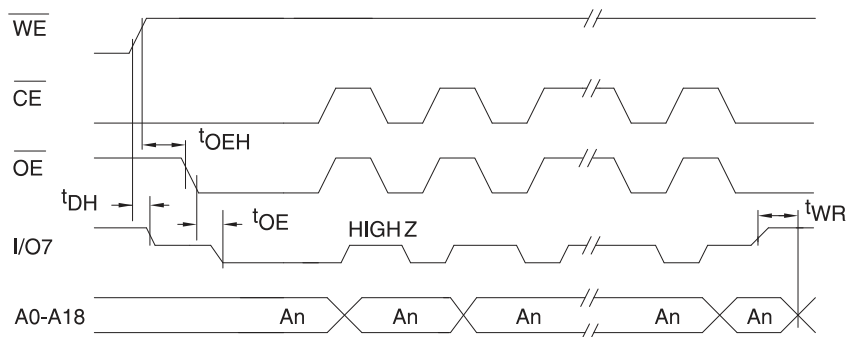 WE
CE
tOEH
OE
tDH
tOE
tWR
I/O7
HIGH Z
A0-A18
An An An An An